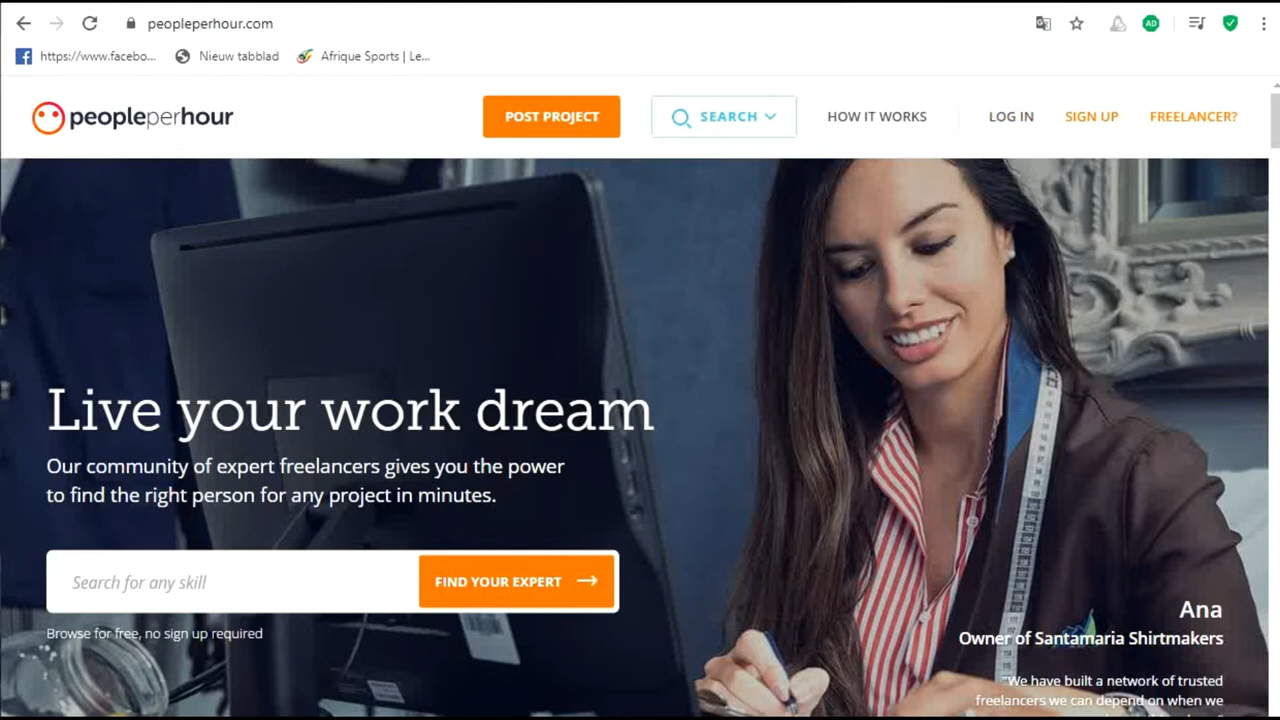 peopleperhour.com
https://www.facebo...
Nieuw tabblad
Afrique Sports | Le...
peopleperhour
POST PROJECT
SEARCH
HOW IT WORKS
LOG IN
SIGN UP
FREELANCER?
Live your work dream
Our community of expert freelancers gives you the power
to find the right person for any project in minutes.
Search for any skill
FIND YOUR EXPERT
Browse for free, no sign up required
Ana
Owner of Santamaria Shirtmakers
"We have built a network of trusted
freelancers we can depend on when we